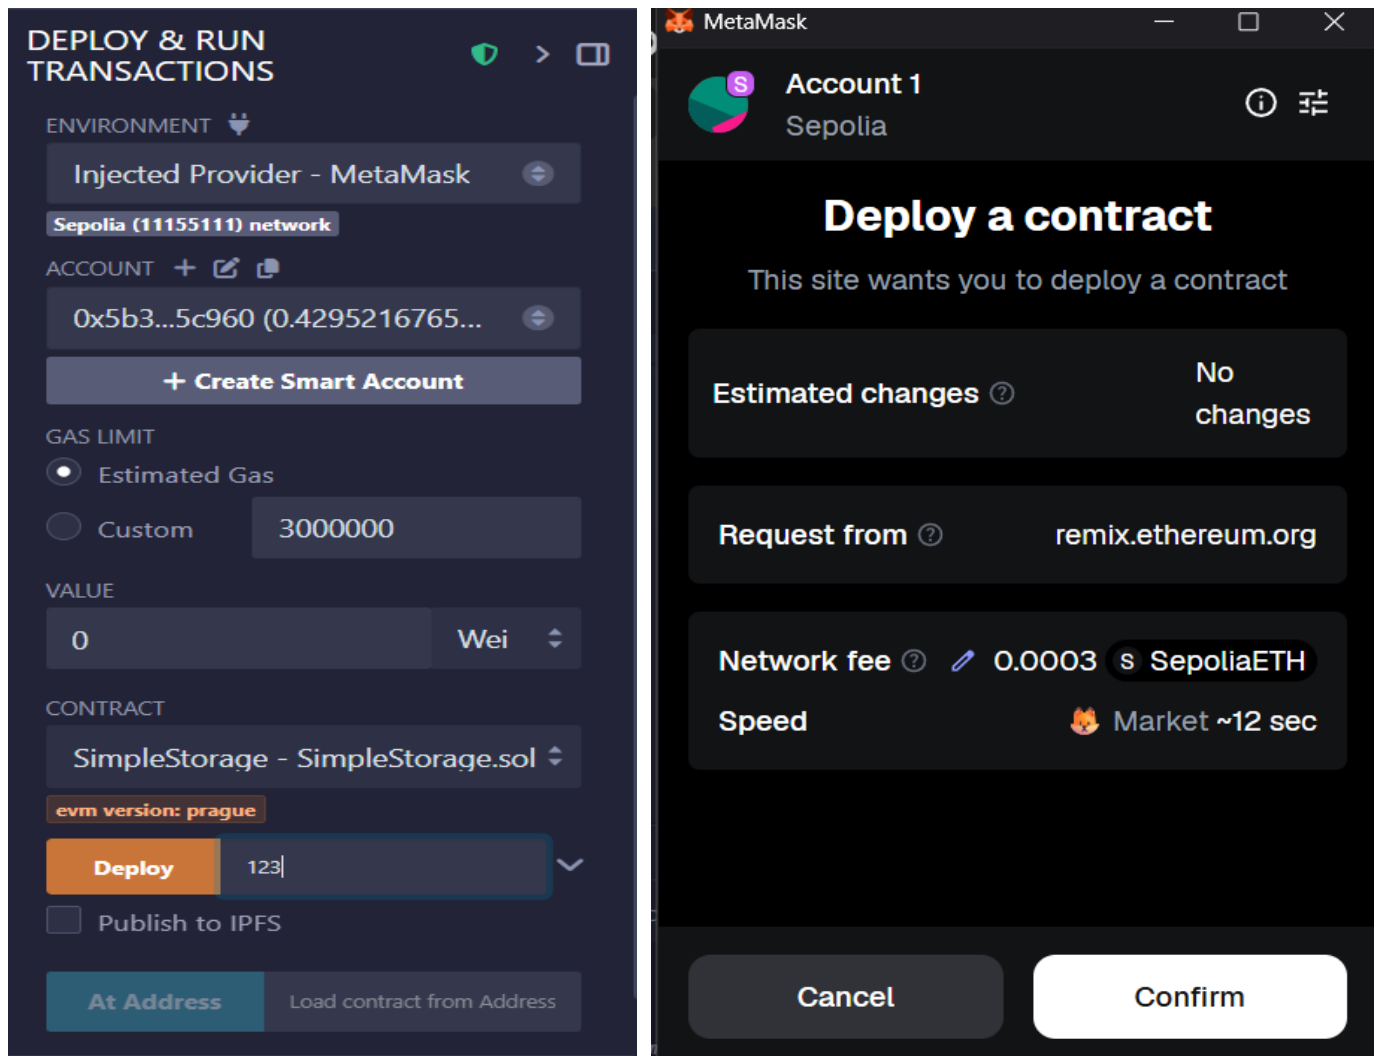 DEPLOY & RUN
TRANSACTIONS
ENVIRONMENT
Injected Provider - MetaMask
Sepolia (11155111) network
ACCOUNT
0x5b3...5c960 (0.4295216765...
+ Create Smart Account
GAS LIMIT
Estimated Gas
Custom 3000000
VALUE
0 Wei
CONTRACT
SimpleStorage - SimpleStorage.sol
evm version: prague
Deploy 123
Publish to IPFS
At Address Load contract from Address
MetaMask
S
Account 1
Sepolia
Deploy a contract
This site wants you to deploy a contract
Estimated changes No
changes
Request from remix.ethereum.org
Network fee 0.0003 S SepoliaETH
Speed Market ~12 sec
Cancel Confirm